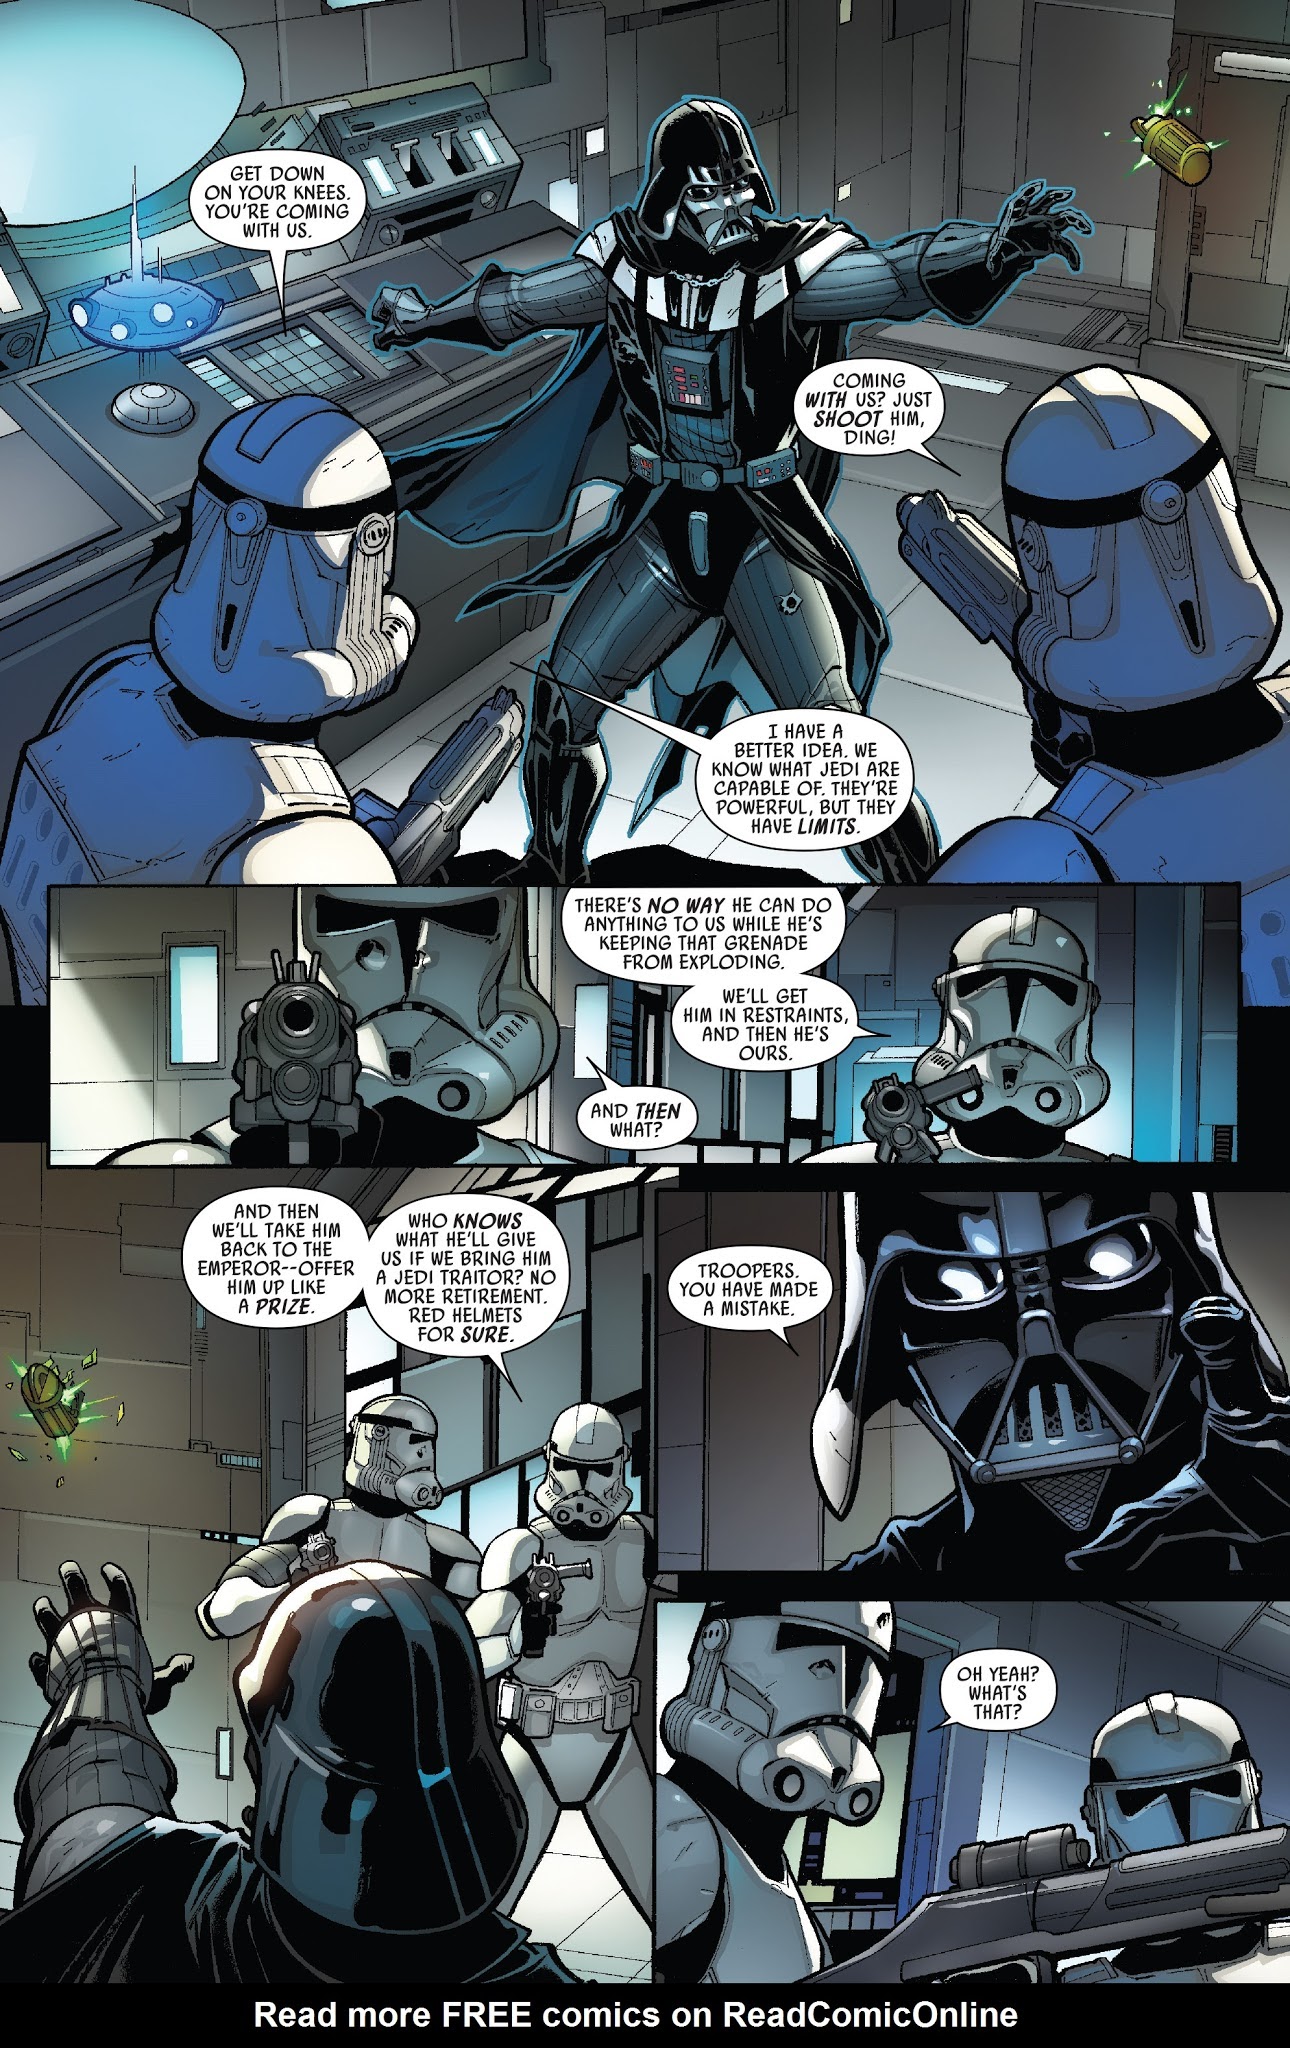 GET DOWN
ON YOUR KNEES.
YOU'RE COMING
WITH US.
COMING
WITH US? JUST
SHOOT HIM,
DING!
I HAVE A
BETTER IDEA. WE
KNOW WHAT JEDI ARE
CAPABLE OF. THEY'RE
POWERFUL, BUT THEY
HAVE LIMITS.
THERE'S NO WAY HE CAN DO
ANYTHING TO US WHILE HE'S
KEEPING THAT GRENADE
FROM EXPLODING.
WE'LL GET
HIM IN RESTRAINTS,
AND THEN HE'S
OURS.
AND THEN
WHAT?
AND THEN
WE'LL TAKE HIM
BACK TO THE
EMPEROR--OFFER
HIM UP LIKE
A PRIZE.
WHO KNOWS
WHAT HE'LL GIVE
US IF WE BRING HIM
A JEDI TRAITOR? NO
MORE RETIREMENT.
RED HELMETS
FOR SURE.
TROOPERS.
YOU HAVE MADE
A MISTAKE.
OH YEAH?
WHAT'S
THAT?
Read more FREE comics on ReadComicOnline